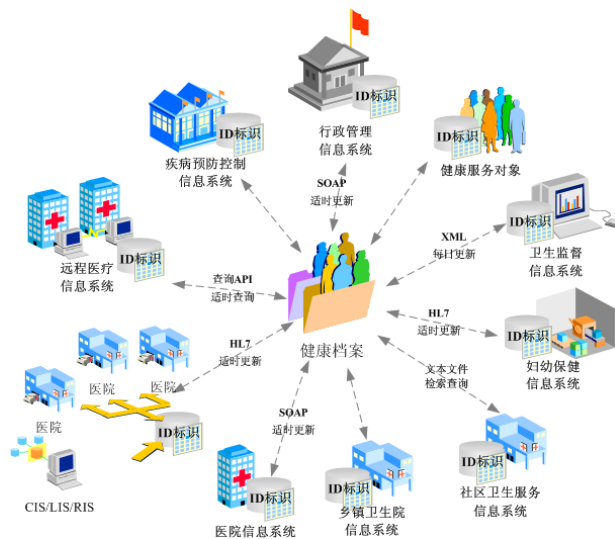 ID标识
行政管理
信息系统
ID标识
疾病预防控制
信息系统
ID标识
健康服务对象
SOAP
适时更新
ID标识
远程医疗
信息系统
XML
每日更新
ID标识
卫生监督
信息系统
查询API
适时查询
HL7
适时更新
ID标识
妇幼保健
信息系统
健康档案
HL7
适时更新
医院
医院
医院
ID标识
CIS/LIS/RIS
文本文件
检索查询
SOAP
适时更新
ID标识
医院信息系统
ID标识
乡镇卫生院
信息系统
ID标识
社区卫生服务
信息系统